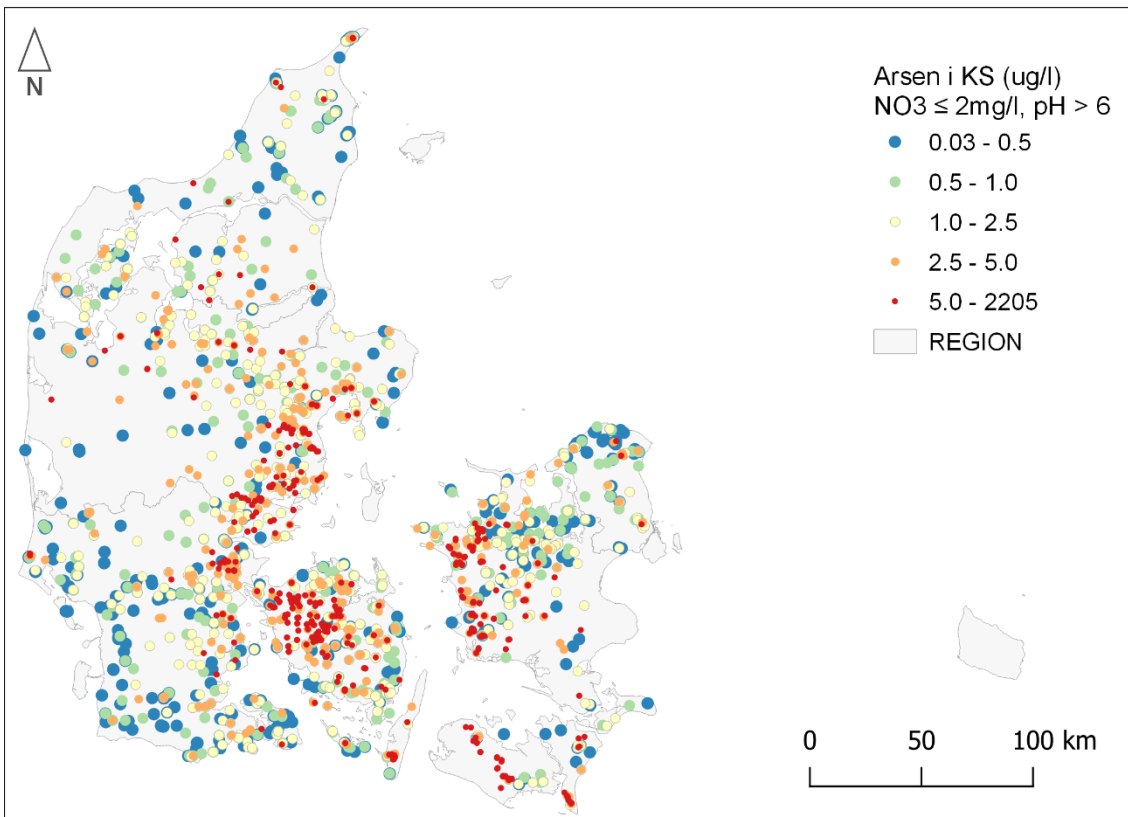 N
Arsen i KS (ug/l)
NO3 ≤ 2mg/l, pH > 6
0.03 - 0.5
0.5 - 1.0
1.0 - 2.5
2.5 - 5.0
5.0 - 2205
REGION
0 50 100 km